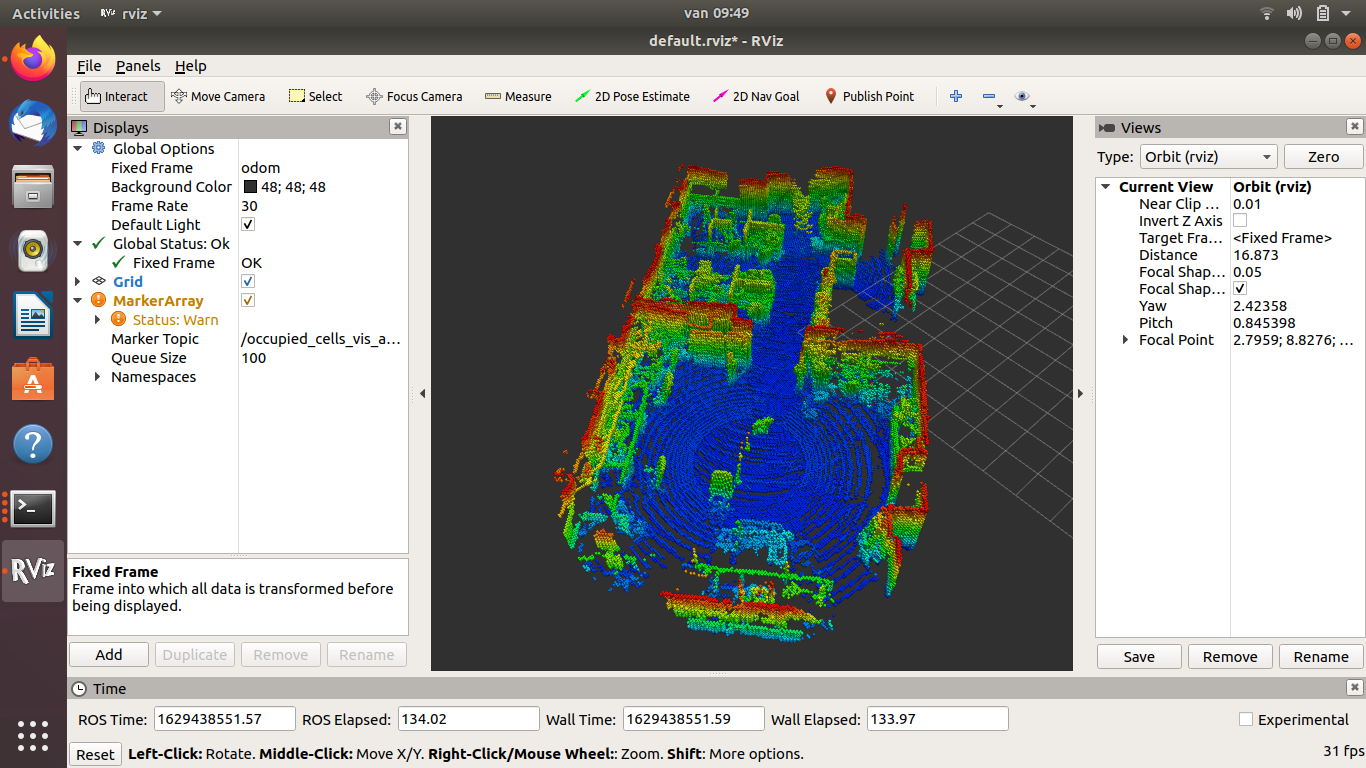 Activities RViz rviz van 09:49
default.rviz* - RViz
File Panels Help
Interact Move Camera Select Focus Camera Measure 2D Pose Estimate 2D Nav Goal Publish Point
Displays
Global Options
Fixed Frame odom
Background Color 48; 48; 48
Frame Rate 30
Default Light
Global Status: Ok
Fixed Frame OK
Grid
MarkerArray
Status: Warn
Marker Topic /occupied_cells_vis_a...
Queue Size 100
Namespaces
Fixed Frame
Frame into which all data is transformed before
being displayed.
Add Duplicate Remove Rename
Views
Type: Orbit (rviz) Zero
Current View Orbit (rviz)
Near Clip ... 0.01
Invert Z Axis
Target Fra... <Fixed Frame>
Distance 16.873
Focal Shap... 0.05
Focal Shap...
Yaw 2.42358
Pitch 0.845398
Focal Point 2.7959; 8.8276; ...
Save Remove Rename
RViz
Time
ROS Time: 1629438551.57 ROS Elapsed: 134.02 Wall Time: 1629438551.59 Wall Elapsed: 133.97 Experimental
Reset Left-Click: Rotate. Middle-Click: Move X/Y. Right-Click/Mouse Wheel:: Zoom. Shift: More options. 31 fps